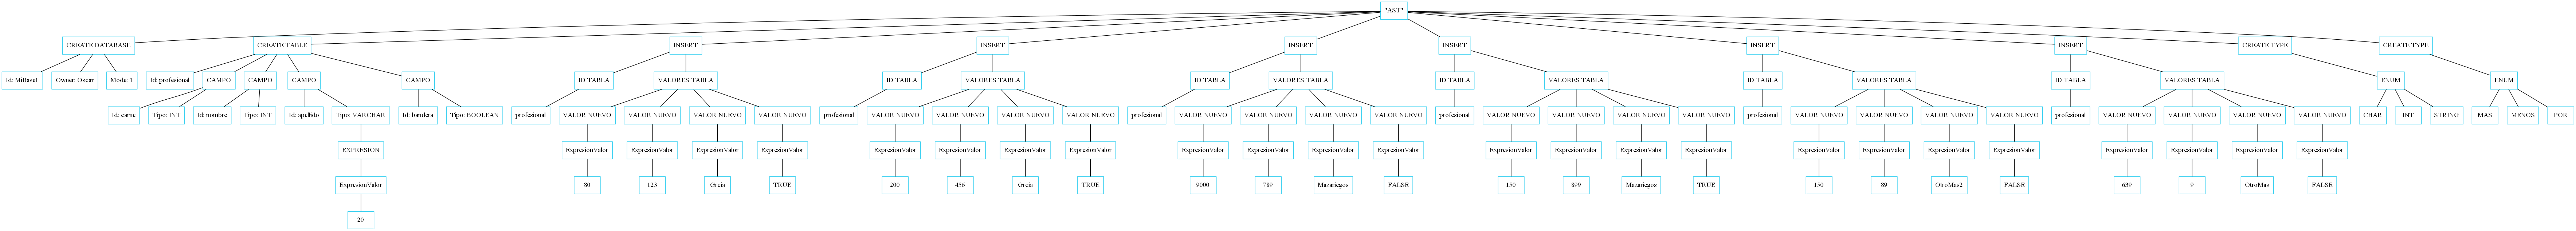 "AST"
CREATE DATABASE CREATE TABLE INSERT INSERT INSERT INSERT INSERT INSERT CREATE TYPE CREATE TYPE
Id: MiBase1 Owner: Oscar Mode: 1 Id: profesional CAMPO CAMPO CAMPO CAMPO ID TABLA VALORES TABLA ID TABLA VALORES TABLA ID TABLA VALORES TABLA ID TABLA VALORES TABLA ID TABLA VALORES TABLA ID TABLA VALORES TABLA ENUM ENUM
Id: carne Tipo: INT Id: nombre Tipo: INT Id: apellido Tipo: VARCHAR Id: bandera Tipo: BOOLEAN profesional VALOR NUEVO VALOR NUEVO VALOR NUEVO VALOR NUEVO profesional VALOR NUEVO VALOR NUEVO VALOR NUEVO VALOR NUEVO profesional VALOR NUEVO VALOR NUEVO VALOR NUEVO VALOR NUEVO profesional VALOR NUEVO VALOR NUEVO VALOR NUEVO VALOR NUEVO profesional VALOR NUEVO VALOR NUEVO VALOR NUEVO VALOR NUEVO profesional VALOR NUEVO VALOR NUEVO VALOR NUEVO VALOR NUEVO CHAR INT STRING MAS MENOS POR
EXPRESION ExpresionValor ExpresionValor ExpresionValor ExpresionValor ExpresionValor ExpresionValor ExpresionValor ExpresionValor ExpresionValor ExpresionValor ExpresionValor ExpresionValor ExpresionValor ExpresionValor ExpresionValor ExpresionValor ExpresionValor ExpresionValor ExpresionValor ExpresionValor ExpresionValor ExpresionValor ExpresionValor ExpresionValor
ExpresionValor 80 123 Grcia TRUE 200 456 Grcia TRUE 9000 789 Mazariegos FALSE 150 899 Mazariegos TRUE 150 89 OtroMas2 FALSE 639 9 OtroMas FALSE
20